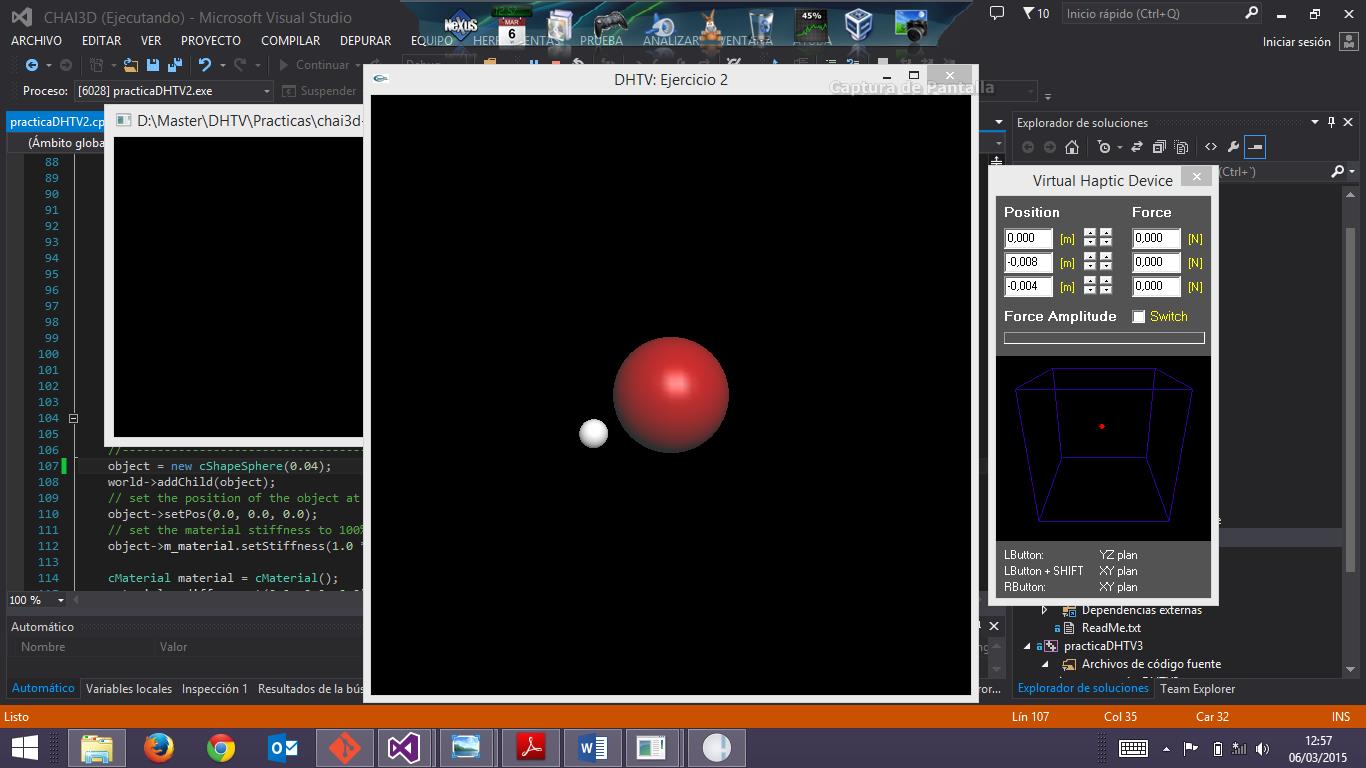 CHAI3D (Ejecutando) - Microsoft Visual Studio
NeXuS
MAR
6
45%
10
Inicio rápido (Ctrl+Q)
ARCHIVO EDITAR VER PROYECTO COMPILAR DEPURAR EQUIPO HERRAMIENTAS PRUEBA ANALIZAR VENTANA AYUDA
Iniciar sesión
Continuar
Proceso: [6028] practicaDHTV2.exe Suspender
DHTV: Ejercicio 2
Captura de Pantalla
practicaDHTV2.cp
D:\Master\DHTV\Practicas\chai3d-
(Ámbito globa
Explorador de soluciones
(Ctrl+`)
Virtual Haptic Device
Position Force
0,000 [m] 0,000 [N]
-0,008 [m] 0,000 [N]
-0,004 [m] 0,000 [N]
Force Amplitude Switch
LButton: YZ plan
LButton + SHIFT XY plan
RButton: XY plan
88
89
90
91
92
93
94
95
96
97
98
99
100
101
102
103
104
105
106 //----------------------------------
107 object = new cShapeSphere(0.04);
108 world->addChild(object);
109 // set the position of the object at
110 object->setPos(0.0, 0.0, 0.0);
111 // set the material stiffness to 100%
112 object->m_material.setStiffness(1.0 *
113
114 cMaterial material = cMaterial();
100 %
Automático
Nombre Valor
Automático Variables locales Inspección 1 Resultados de la bús
Dependencias externas
ReadMe.txt
practicaDHTV3
Archivos de código fuente
Explorador de soluciones Team Explorer
Listo Lín 107 Col 35 Car 32 INS
12:57
06/03/2015